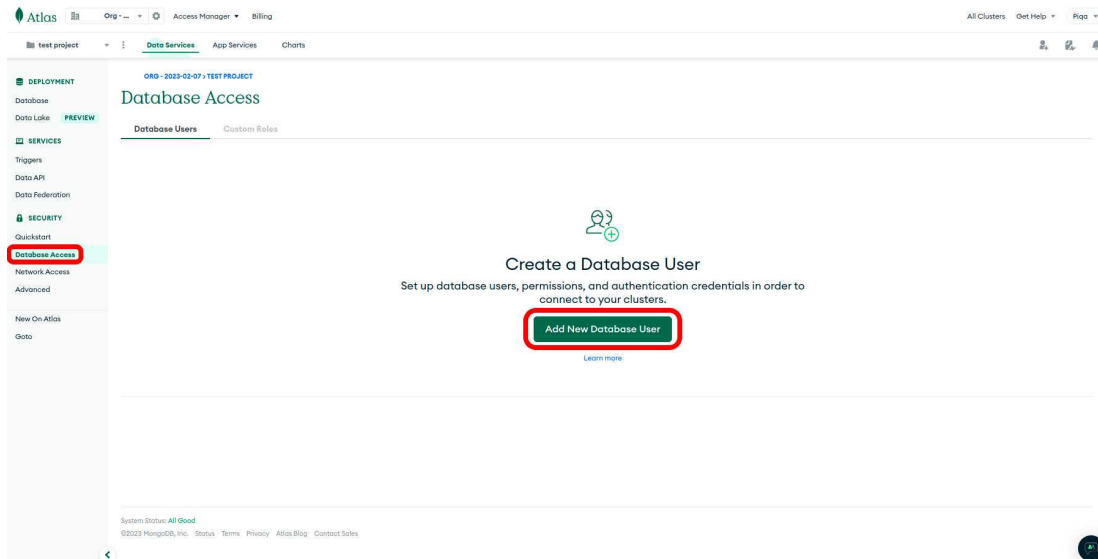 Atlas
Org - ...
Access Manager
Billing
All Clusters
Get Help
Piqa
test project
Data Services
App Services
Charts
DEPLOYMENT
Database
Data Lake PREVIEW
SERVICES
Triggers
Data API
Data Federation
SECURITY
Quickstart
Database Access
Network Access
Advanced
New On Atlas
Goto
ORG - 2023-02-07 > TEST PROJECT
Database Access
Database Users
Custom Roles
Create a Database User
Set up database users, permissions, and authentication credentials in order to
connect to your clusters.
Add New Database User
Learn more
System Status: All Good
©2023 MongoDB, Inc. Status Terms Privacy Atlas Blog Contact Sales